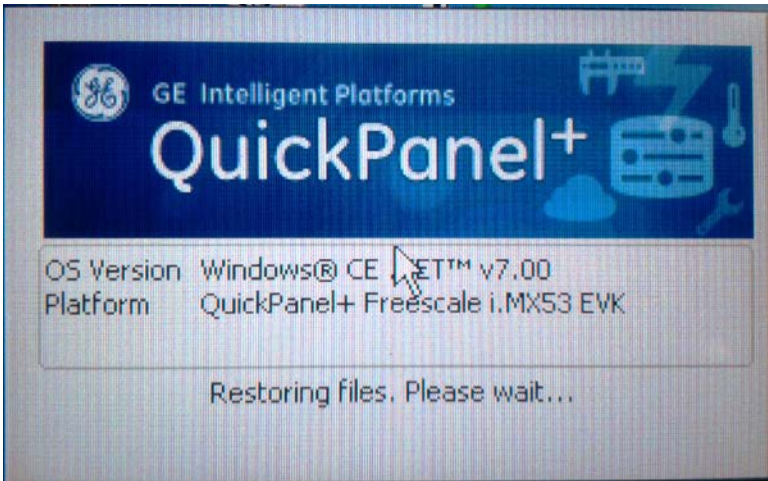 GE Intelligent Platforms
QuickPanel+
OS Version Windows® CE .NET™ v7.00
Platform QuickPanel+ Freescale i.MX53 EVK
Restoring files. Please wait...